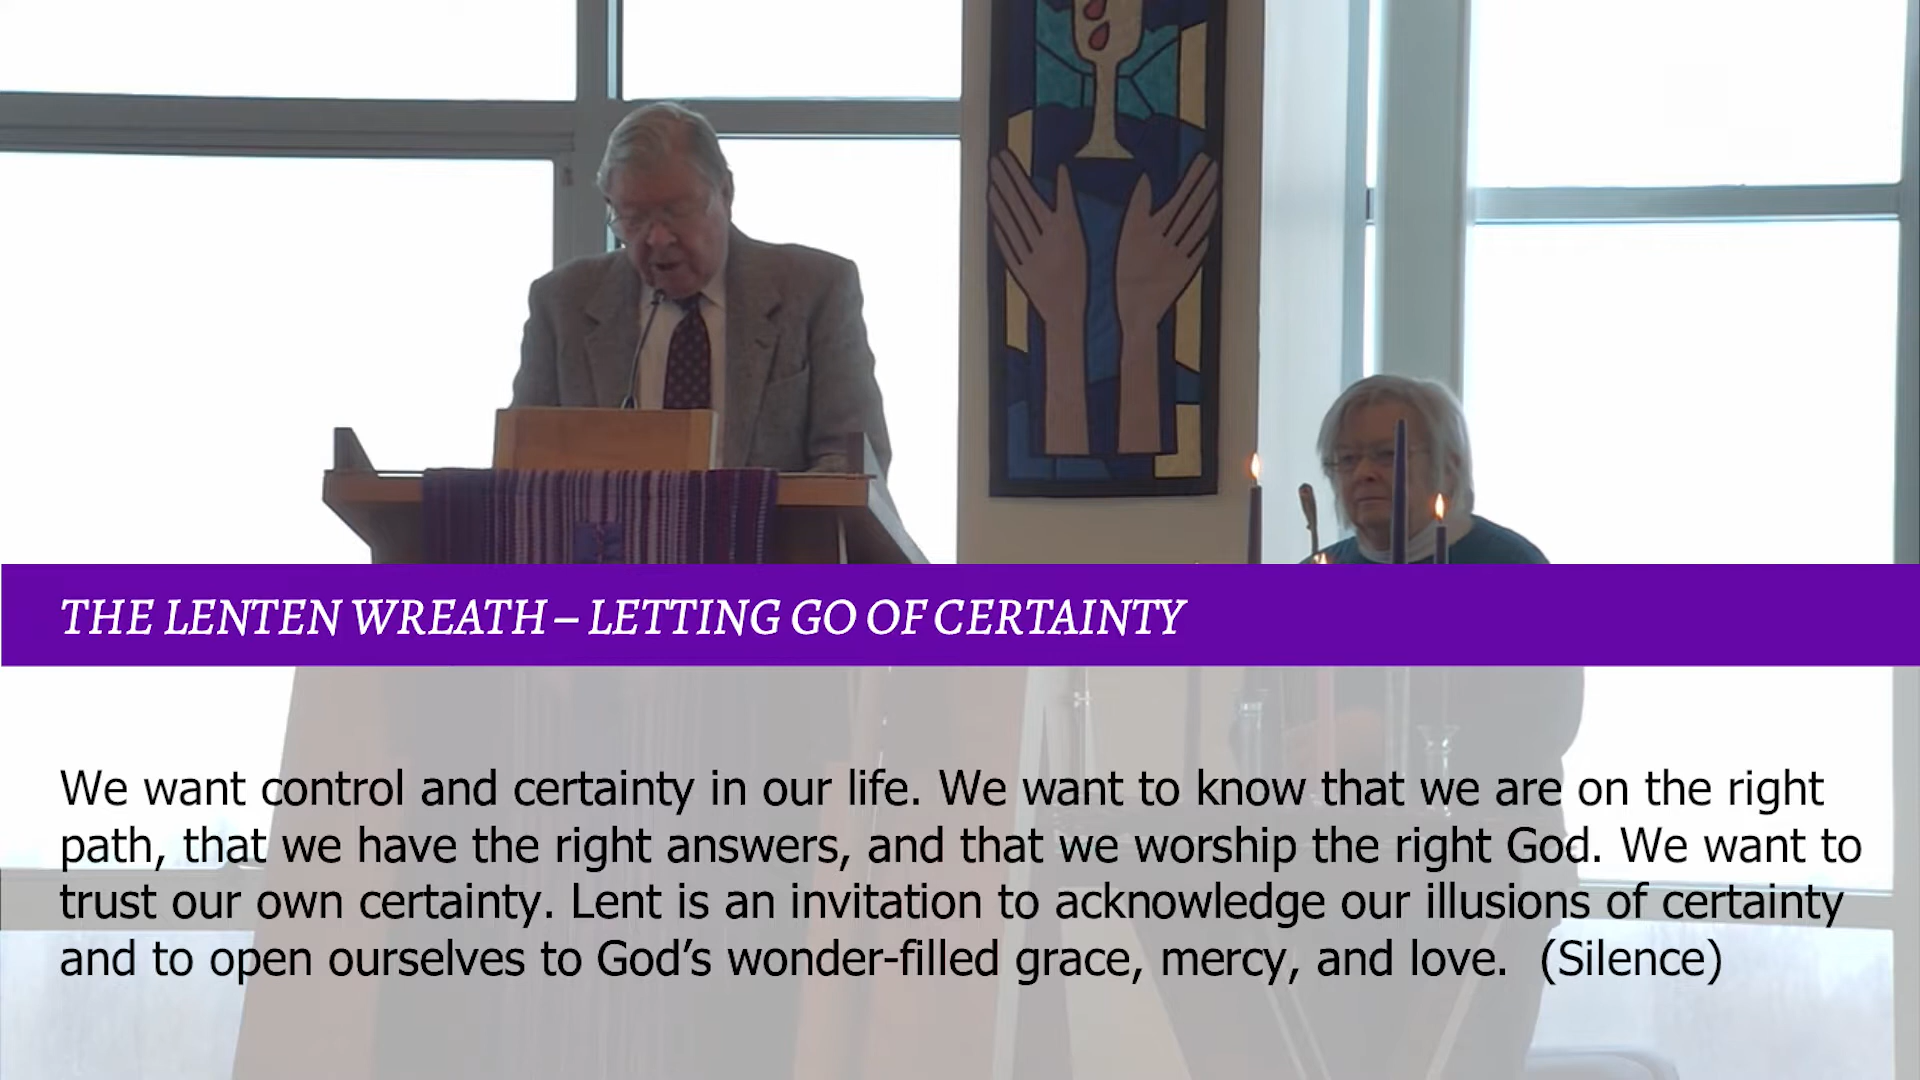 THE LENTEN WREATH – LETTING GO OF CERTAINTY
We want control and certainty in our life. We want to know that we are on the right
path, that we have the right answers, and that we worship the right God. We want to
trust our own certainty. Lent is an invitation to acknowledge our illusions of certainty
and to open ourselves to God’s wonder-filled grace, mercy, and love.  (Silence)